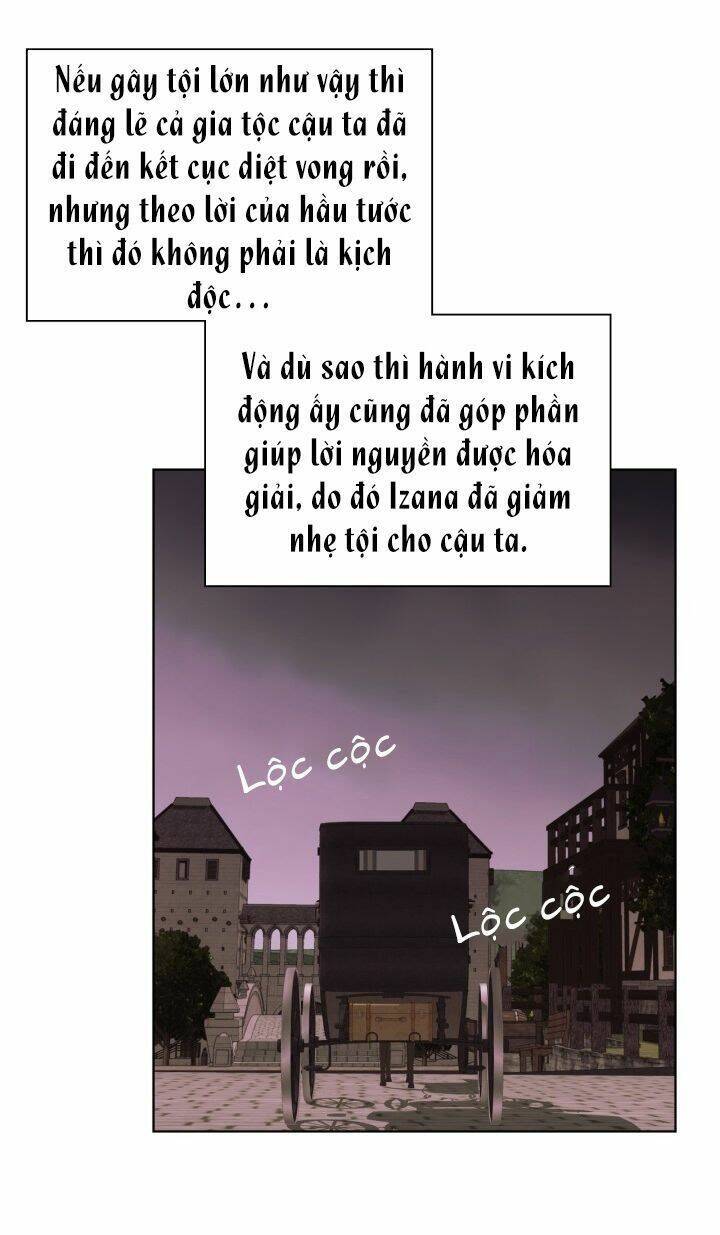 Nếu gây tội lớn như vậy thì
đáng lẽ cả gia tộc cậu ta đã
đi đến kết cục diệt vong rồi,
nhưng theo lời của hầu tước
thì đó không phải là kịch
độc...
Và dù sao thì hành vi kích
động ấy cũng đã góp phần
giúp lời nguyền được hóa
giải, do đó Izana đã giảm
nhẹ tội cho cậu ta.
Lộc cộc
Lộc cộc